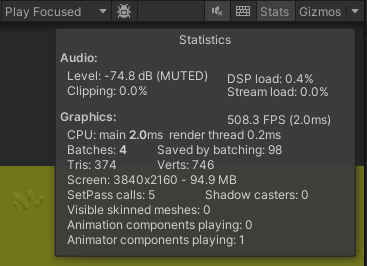 Play Focused Stats Gizmos
Statistics
Audio:
Level: -74.8 dB (MUTED) DSP load: 0.4%
Clipping: 0.0% Stream load: 0.0%
Graphics: 508.3 FPS (2.0ms)
CPU: main 2.0ms render thread 0.2ms
Batches: 4 Saved by batching: 98
Tris: 374 Verts: 746
Screen: 3840x2160 - 94.9 MB
SetPass calls: 5 Shadow casters: 0
Visible skinned meshes: 0
Animation components playing: 0
Animator components playing: 1